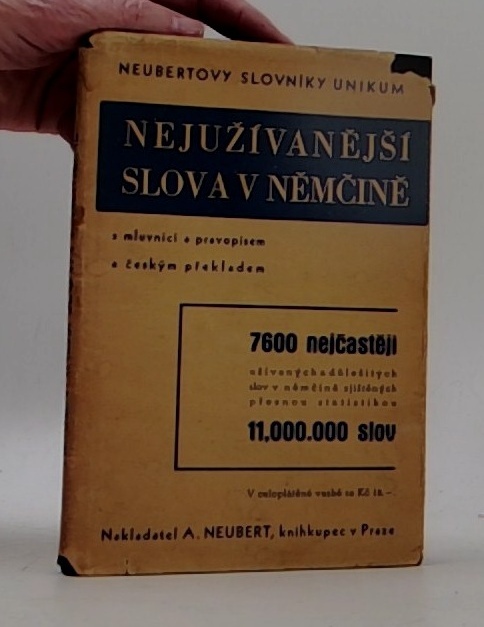 NEUBERTOVY SLOVNÍKY UNIKUM
NEJUŽÍVANĚJŠÍ
SLOVA V NĚMČINĚ
s mluvnicí a pravopisem
a českým překladem
7600 nejčastěji
užívaných a důležitých
slov v němčině zjištěných
přesnou statistikou
11,000.000 slov
V celoplátěné vazbě za Kč 18.-
Nakladatel A. NEUBERT, knihkupec v Praze